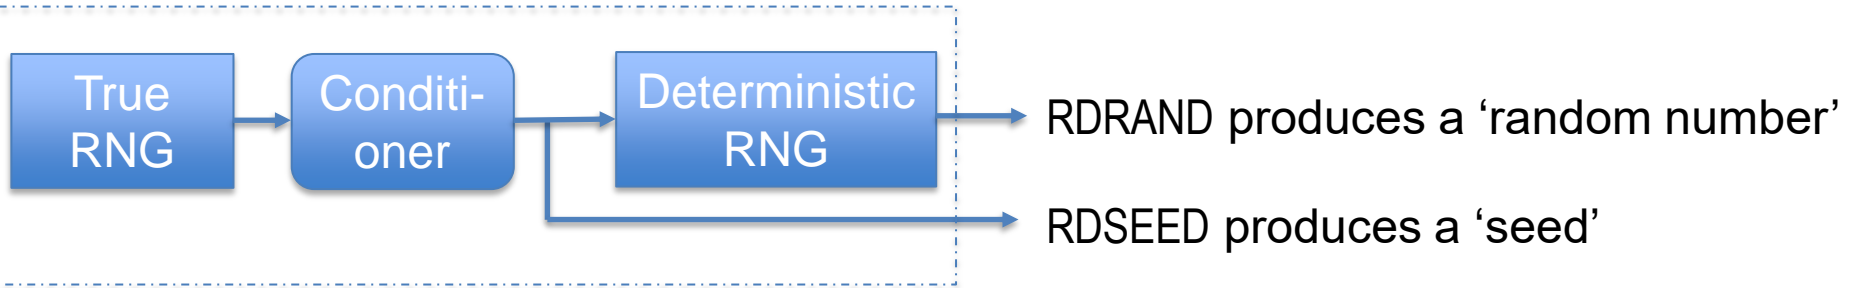 True
RNG
Conditi-
oner
Deterministic
RNG
RDRAND produces a ‘random number’
RDSEED produces a ‘seed’